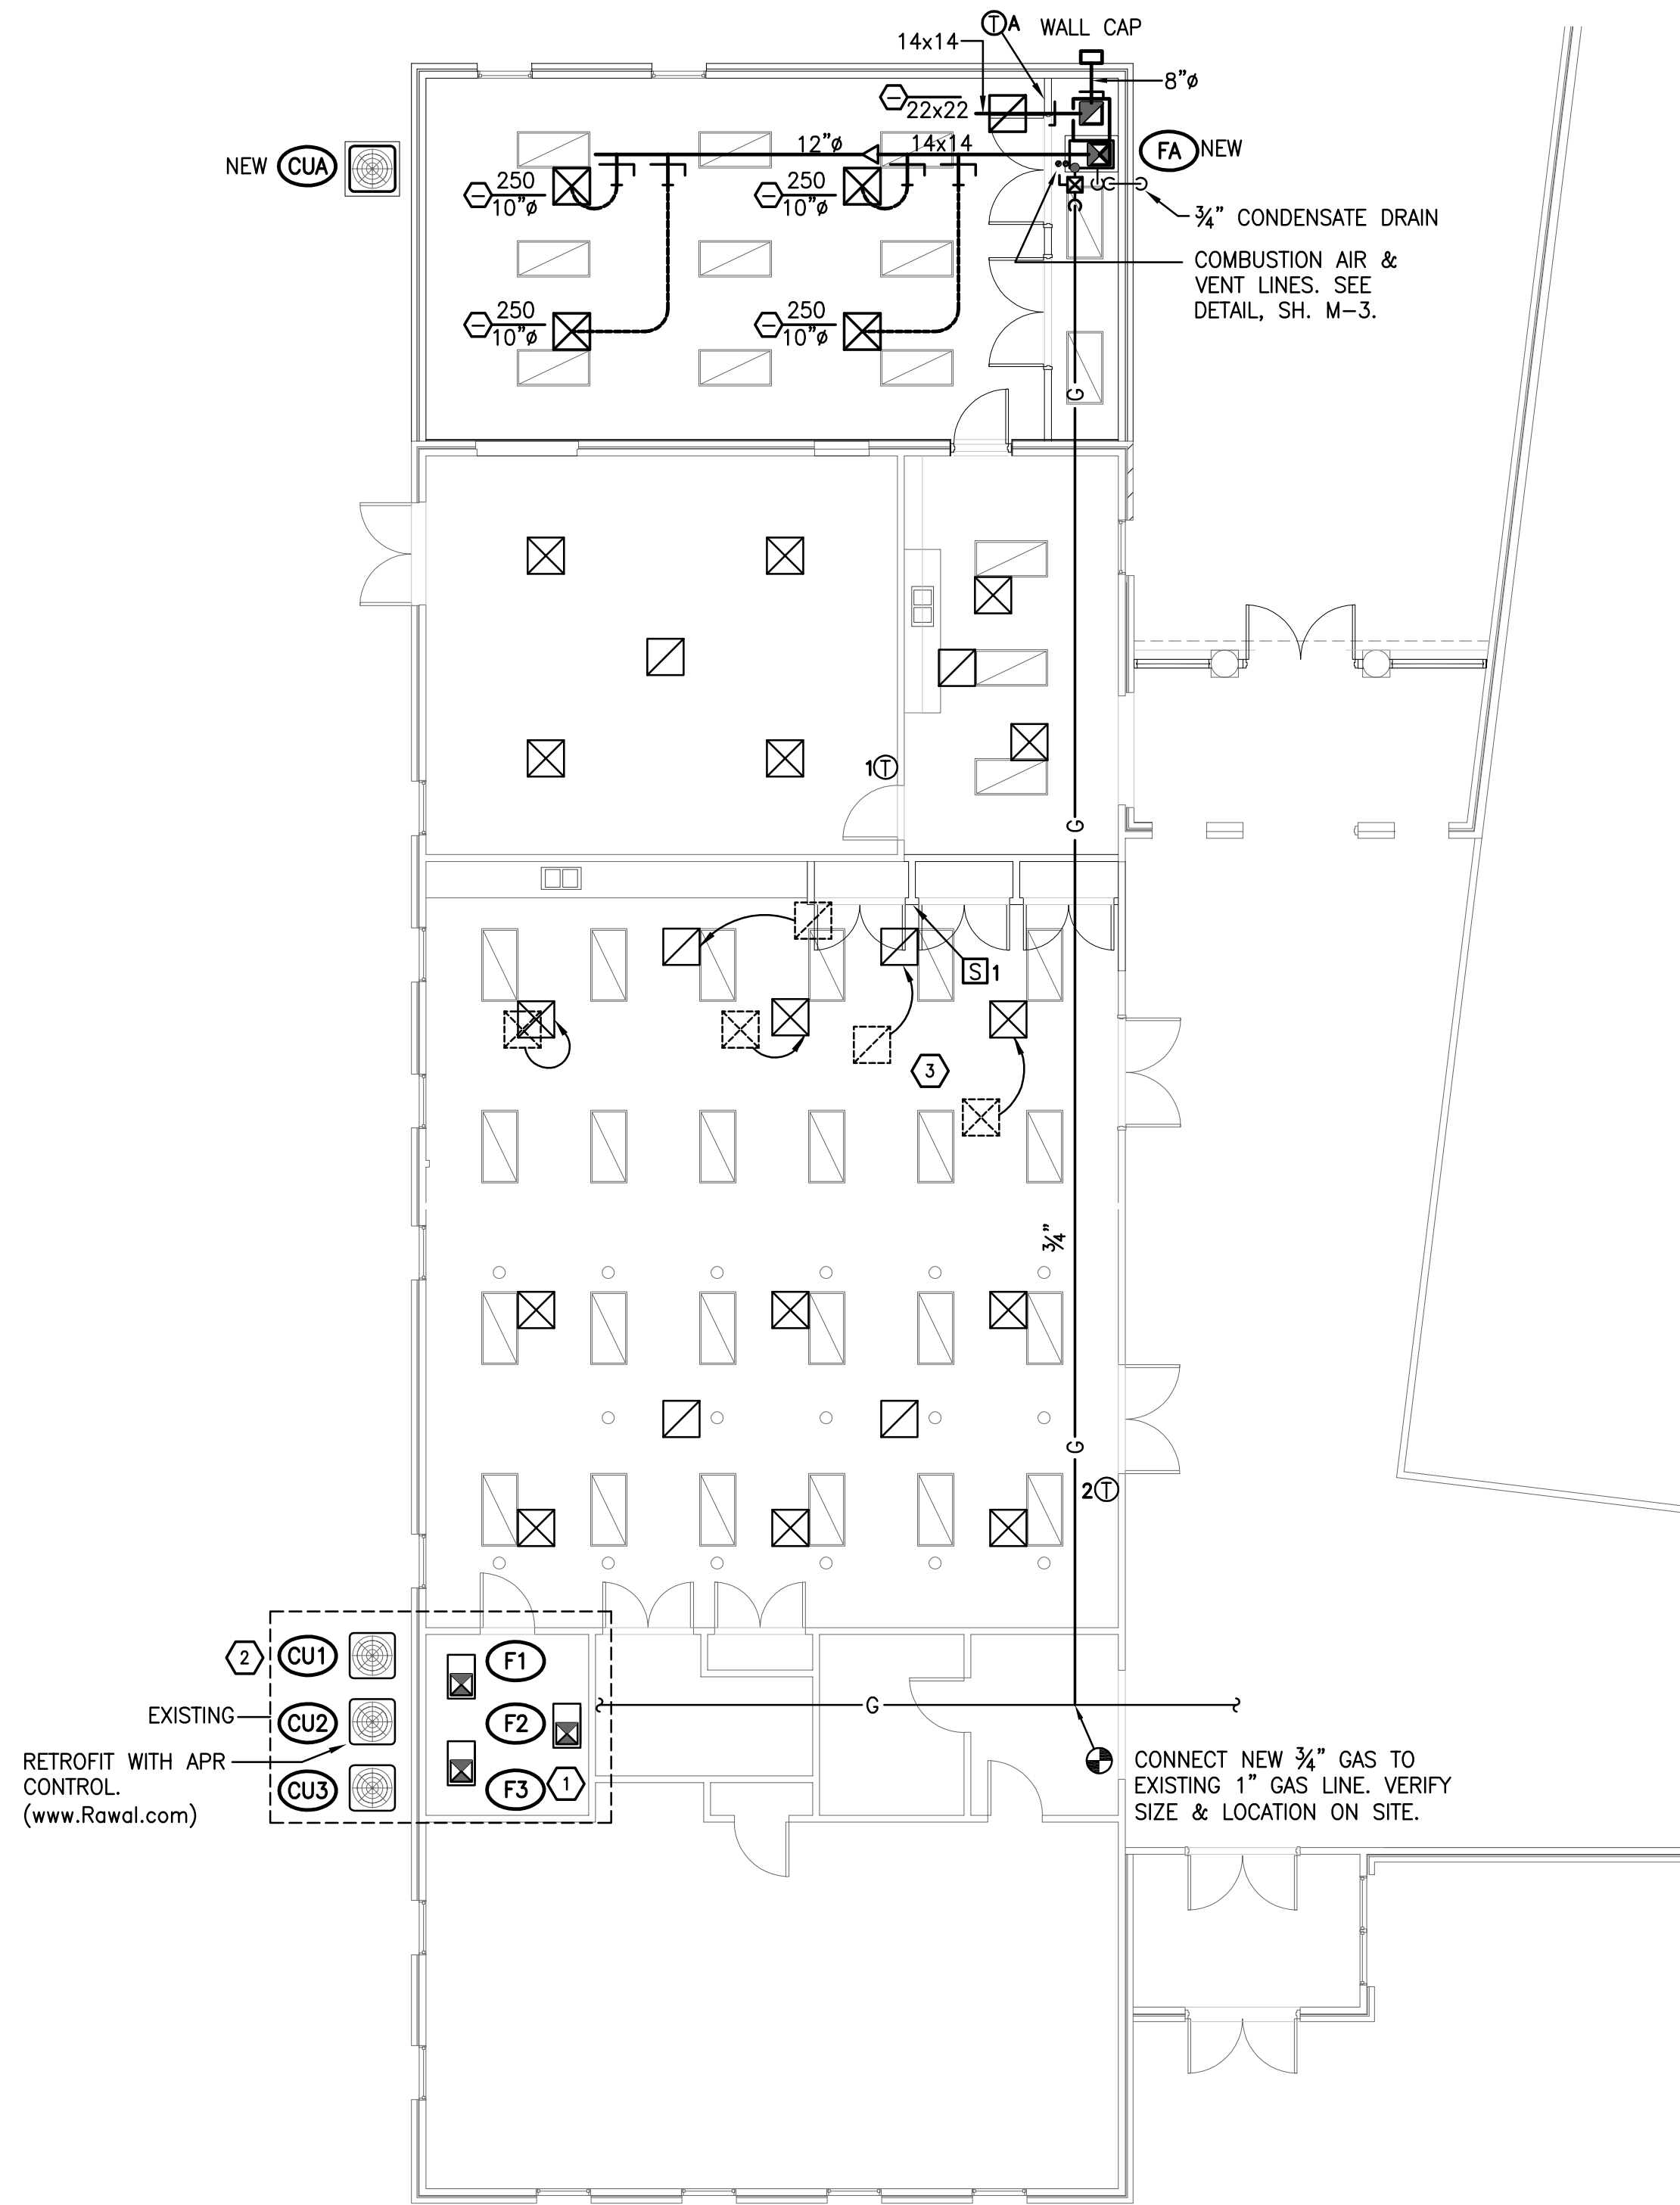 T A WALL CAP
14x14
8"ø
22x22
NEW CUA
12"ø
14x14
FA NEW
250
10"ø
250
10"ø
3/4" CONDENSATE DRAIN
COMBUSTION AIR &
VENT LINES. SEE
DETAIL, SH. M-3.
250
10"ø
250
10"ø
G
1 T
G
S 1
3
3/4"
G
2 T
2
CU1
F1
EXISTING
CU2
F2
G
RETROFIT WITH APR
CONTROL.
(www.Rawal.com)
CU3
F3
1
CONNECT NEW 3/4" GAS TO
EXISTING 1" GAS LINE. VERIFY
SIZE & LOCATION ON SITE.